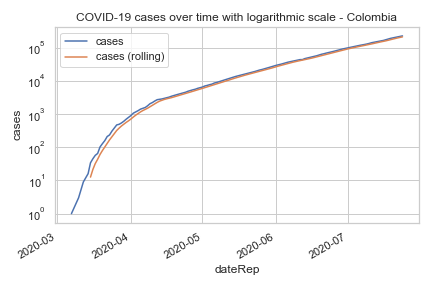 COVID-19 cases over time with logarithmic scale - Colombia
cases
cases (rolling)
10^5
10^4
10^3
10^2
10^1
10^0
cases
2020-03
2020-04
2020-05
2020-06
2020-07
dateRep